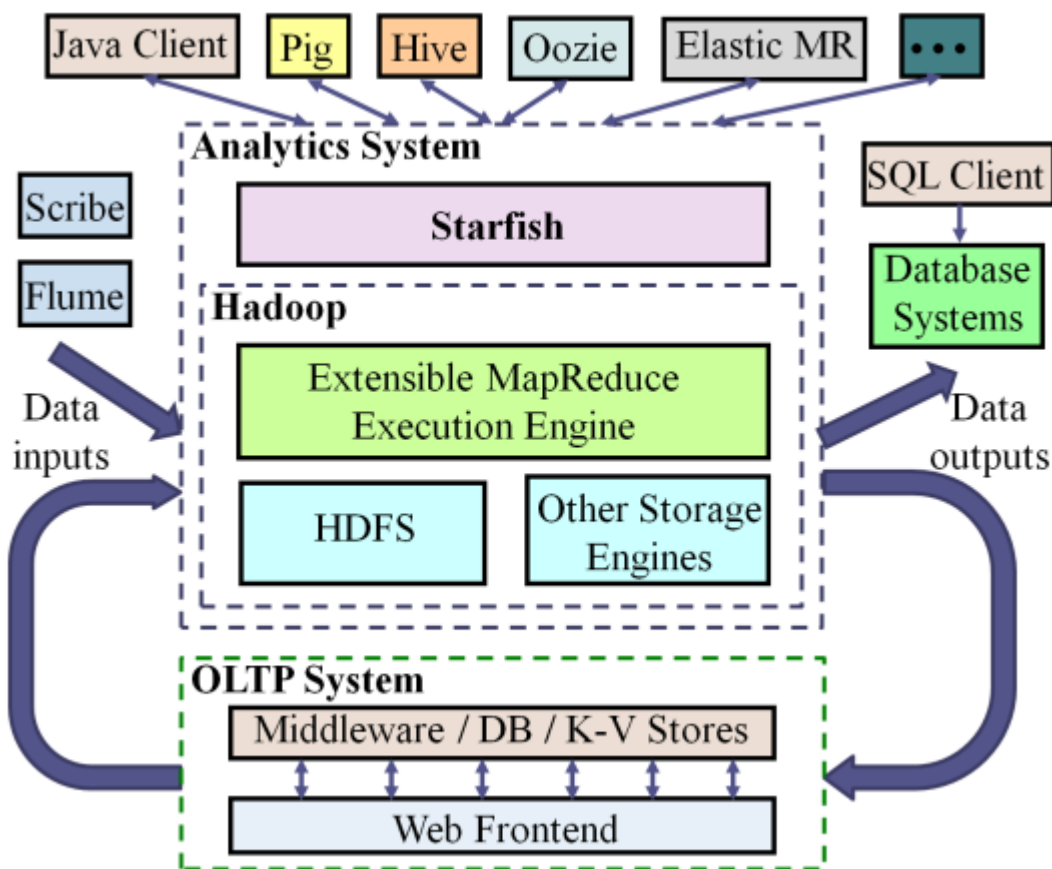 Java Client
Pig
Hive
Oozie
Elastic MR
...
Analytics System
Starfish
Scribe
Flume
SQL Client
Database
Systems
Hadoop
Extensible MapReduce
Execution Engine
Data
inputs
Data
outputs
HDFS
Other Storage
Engines
OLTP System
Middleware / DB / K-V Stores
Web Frontend